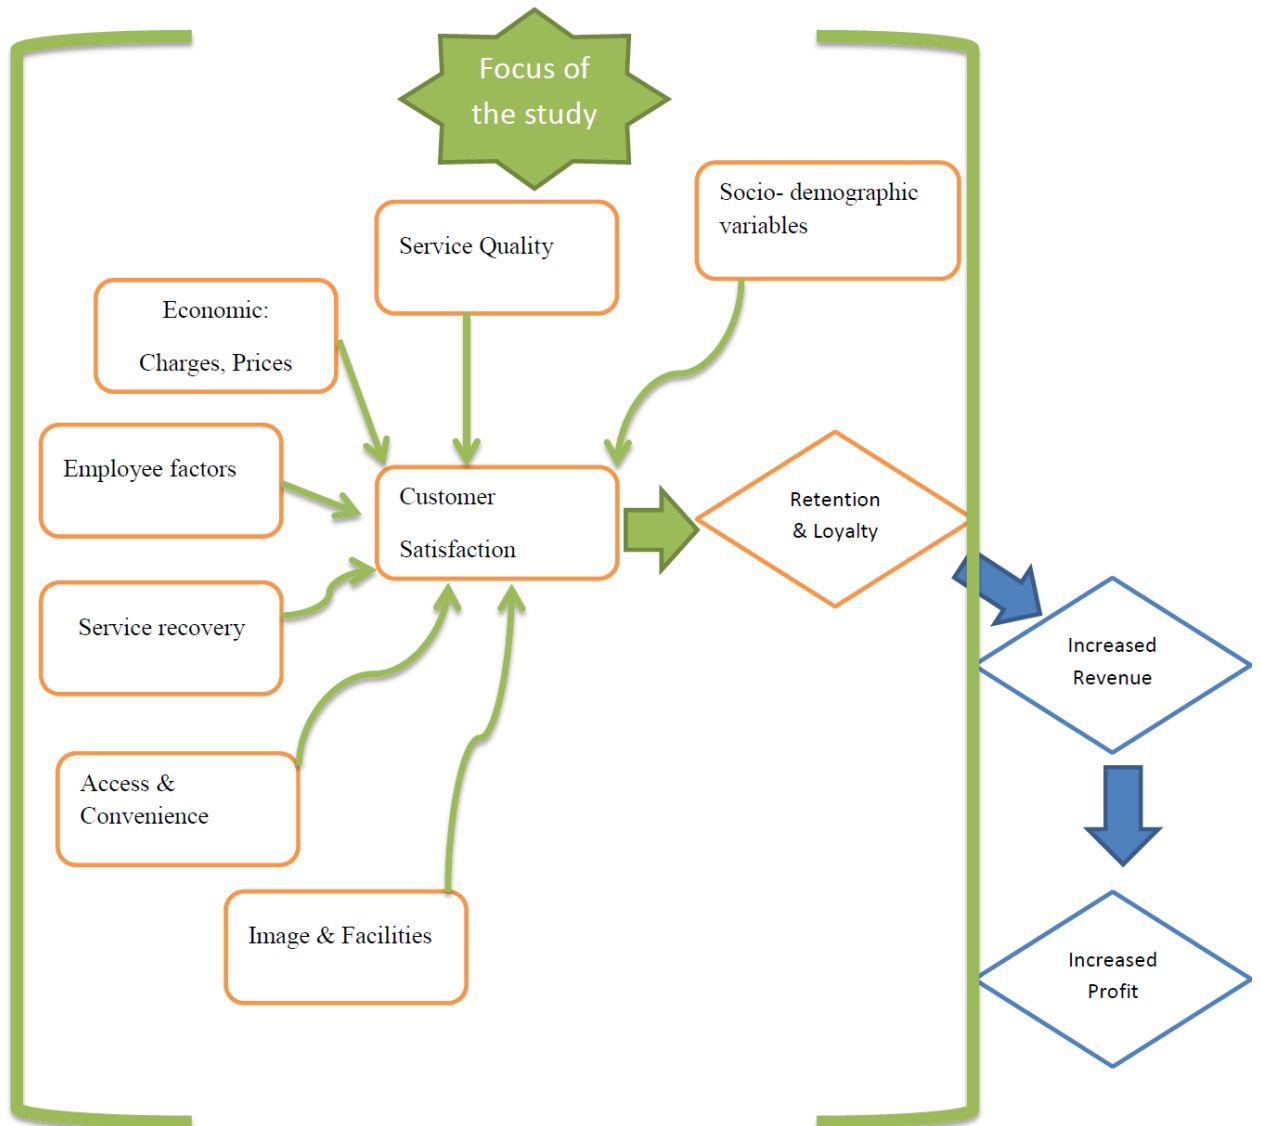 Focus of
the study
Socio- demographic
variables
Service Quality
Economic:
Charges, Prices
Employee factors
Customer
Satisfaction
Retention
& Loyalty
Service recovery
Increased
Revenue
Access &
Convenience
Image & Facilities
Increased
Profit